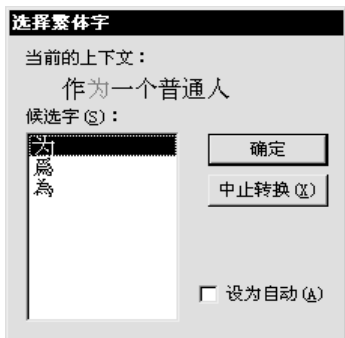 选择繁体字
当前的上下文：
作为一个普通人
候选字(S)：
为
爲
為
确定
中止转换(X)
设为自动(A)